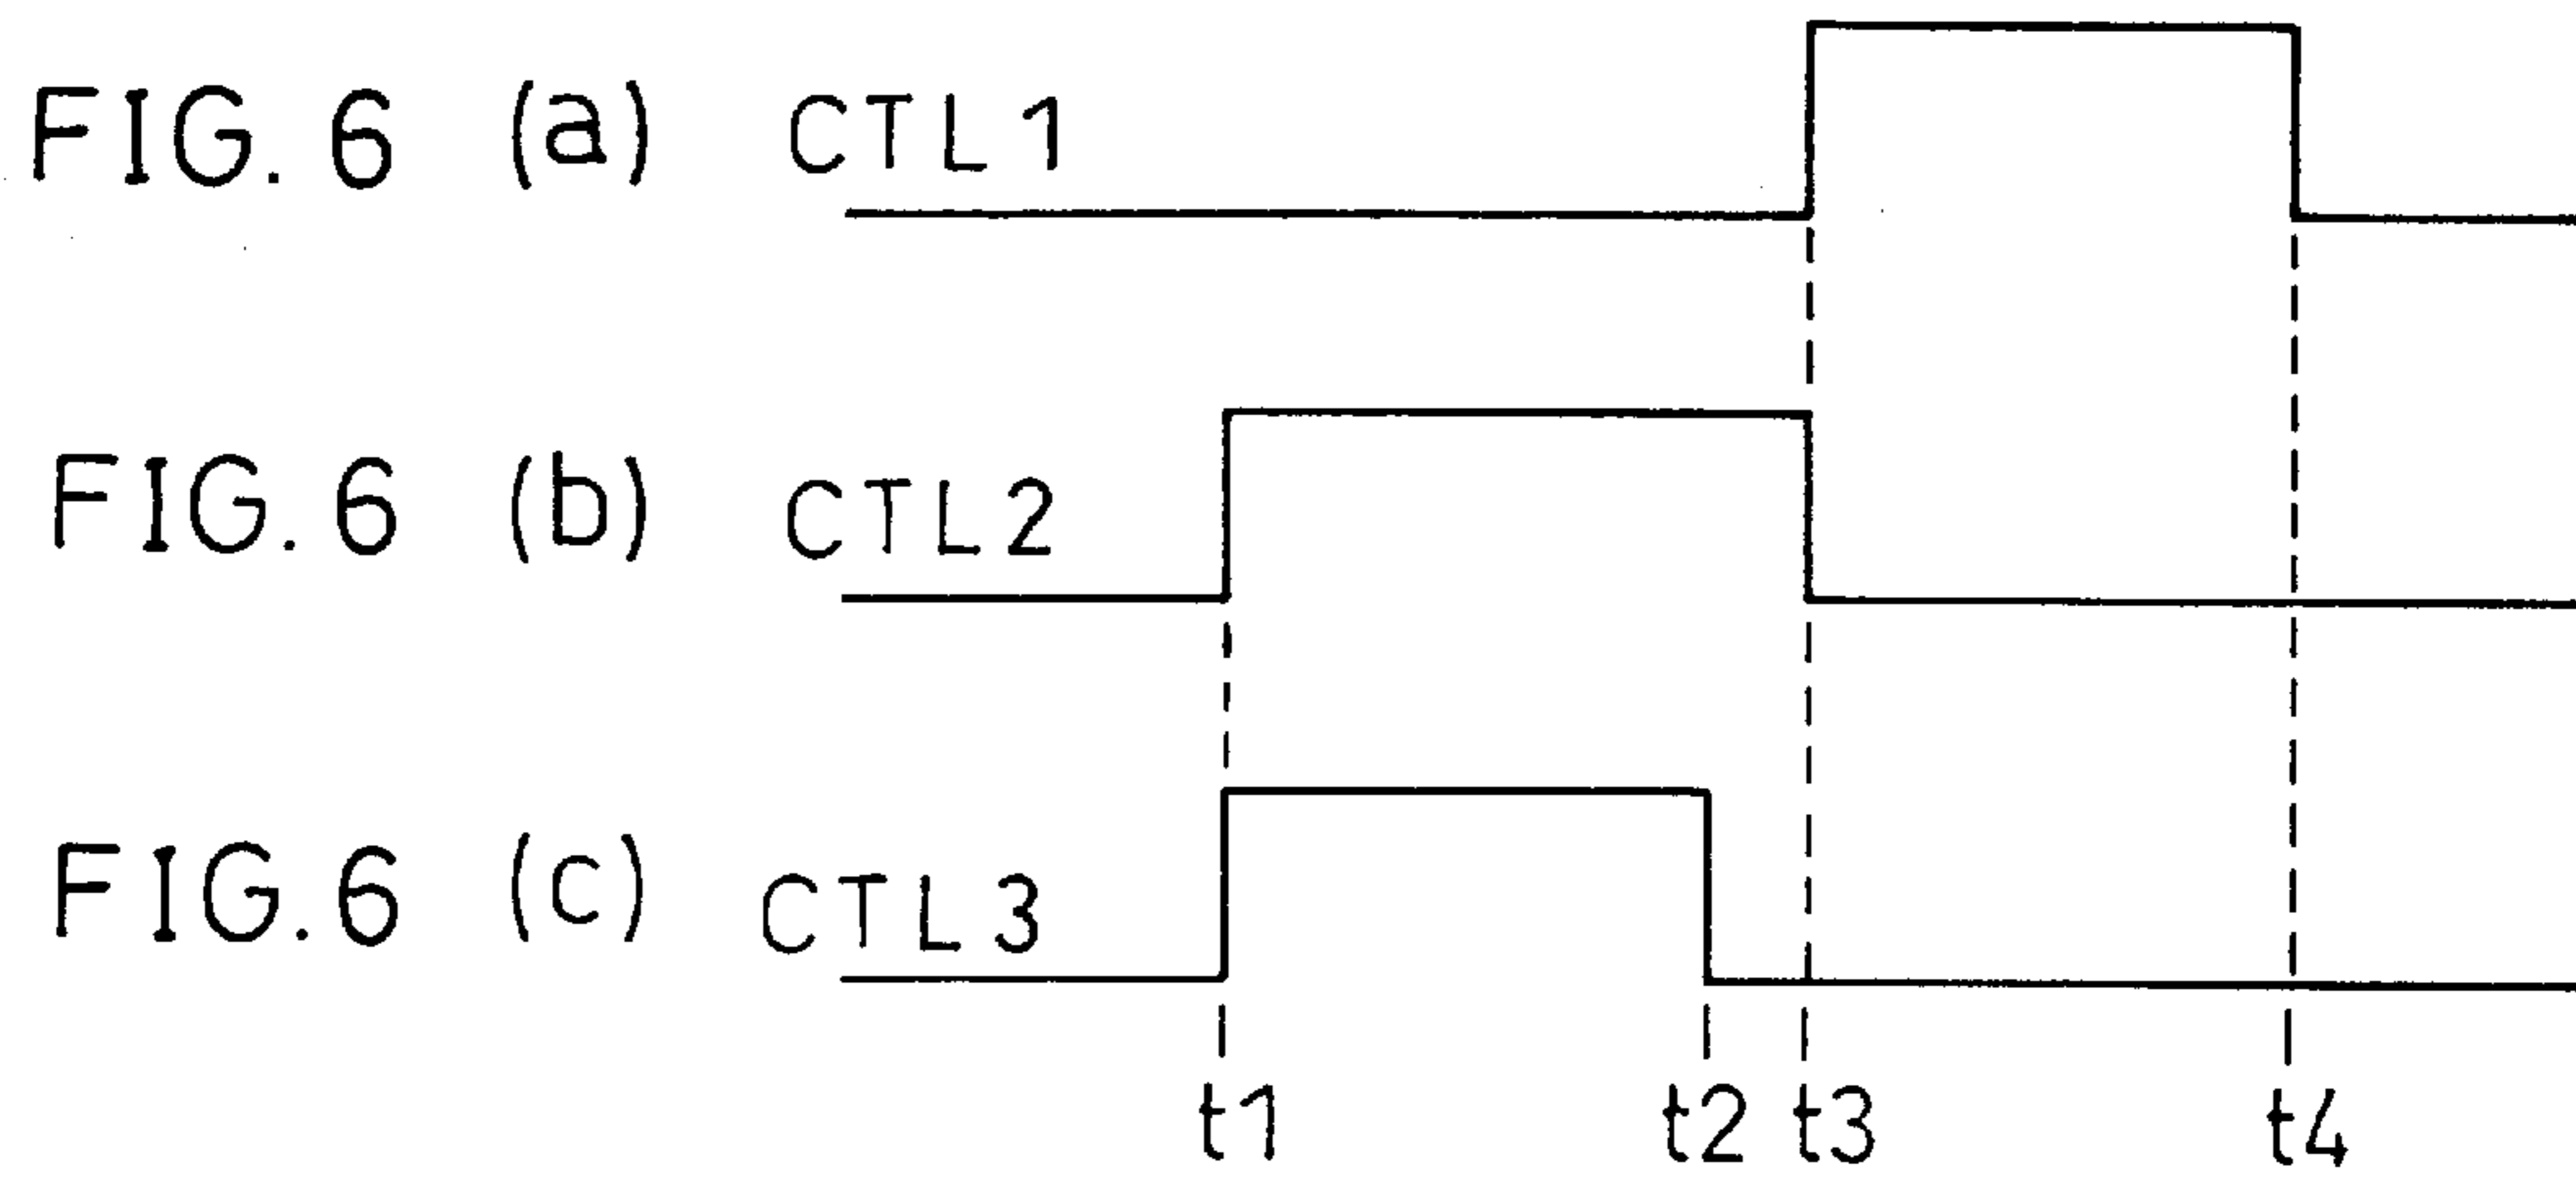 FIG. 6 (a) CTL1
FIG. 6 (b) CTL2
FIG. 6 (c) CTL3
t1 t2 t3 t4